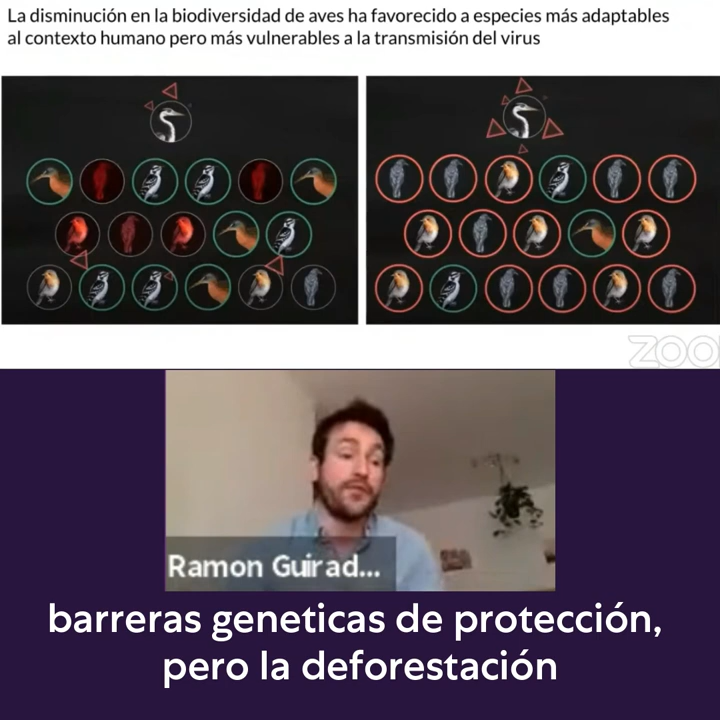 La disminución en la biodiversidad de aves ha favorecido a especies más adaptables
al contexto humano pero más vulnerables a la transmisión del virus
ZOO
Ramon Guirad...
barreras geneticas de protección,
pero la deforestación